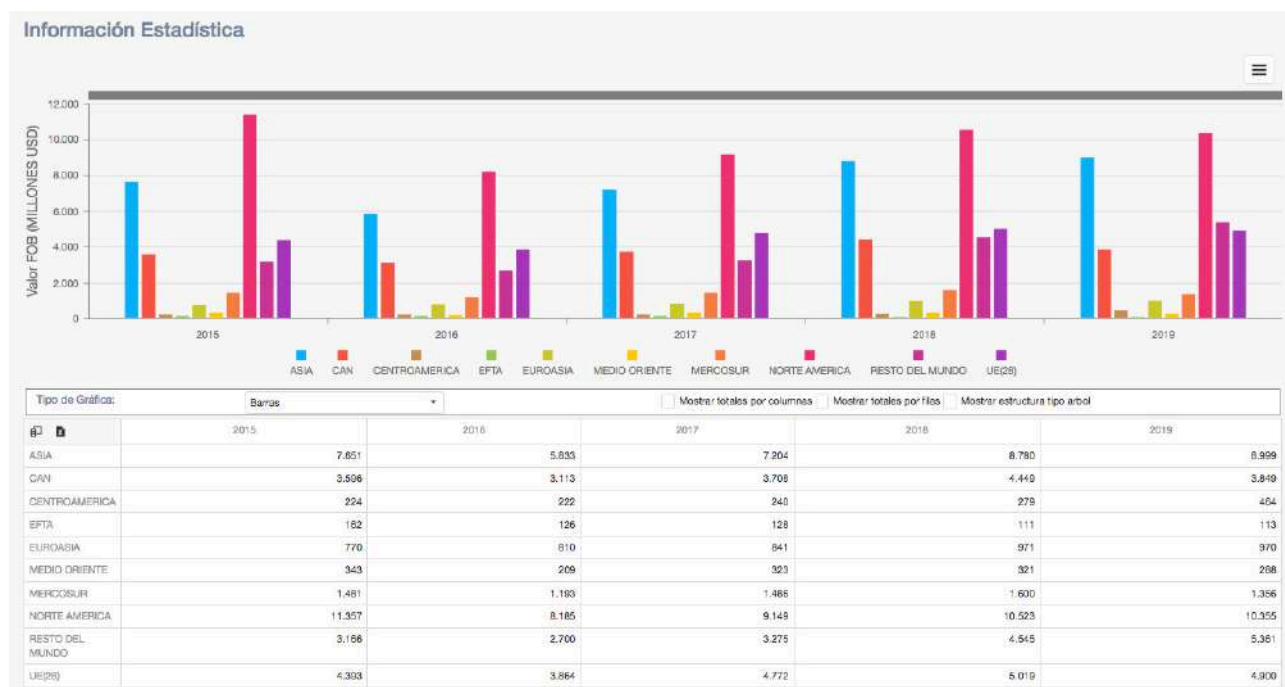 Información Estadística
12.000
10.000
8.000
6.000
4.000
2.000
0
Valor FOB (MILLONES USD)
2015 2016 2017 2018 2019
ASIA CAN CENTROAMERICA EFTA EUROASIA MEDIO ORIENTE MERCOSUR NORTE AMERICA RESTO DEL MUNDO UE(28)
Tipo de Gráfica: Barras Mostrar totales por columnas Mostrar totales por filas Mostrar estructura tipo arbol
2015 2016 2017 2018 2019
ASIA 7.651 5.833 7.204 8.780 8.999
CAN 3.596 3.113 3.708 4.449 3.849
CENTROAMERICA 224 222 240 279 464
EFTA 162 126 128 111 113
EUROASIA 770 810 841 971 970
MEDIO ORIENTE 343 209 323 321 268
MERCOSUR 1.481 1.193 1.486 1.600 1.366
NORTE AMERICA 11.357 8.185 9.149 10.523 10.355
RESTO DEL 3.166 2.700 3.275 4.545 5.361
MUNDO
UE(28) 4.393 3.864 4.772 5.019 4.900